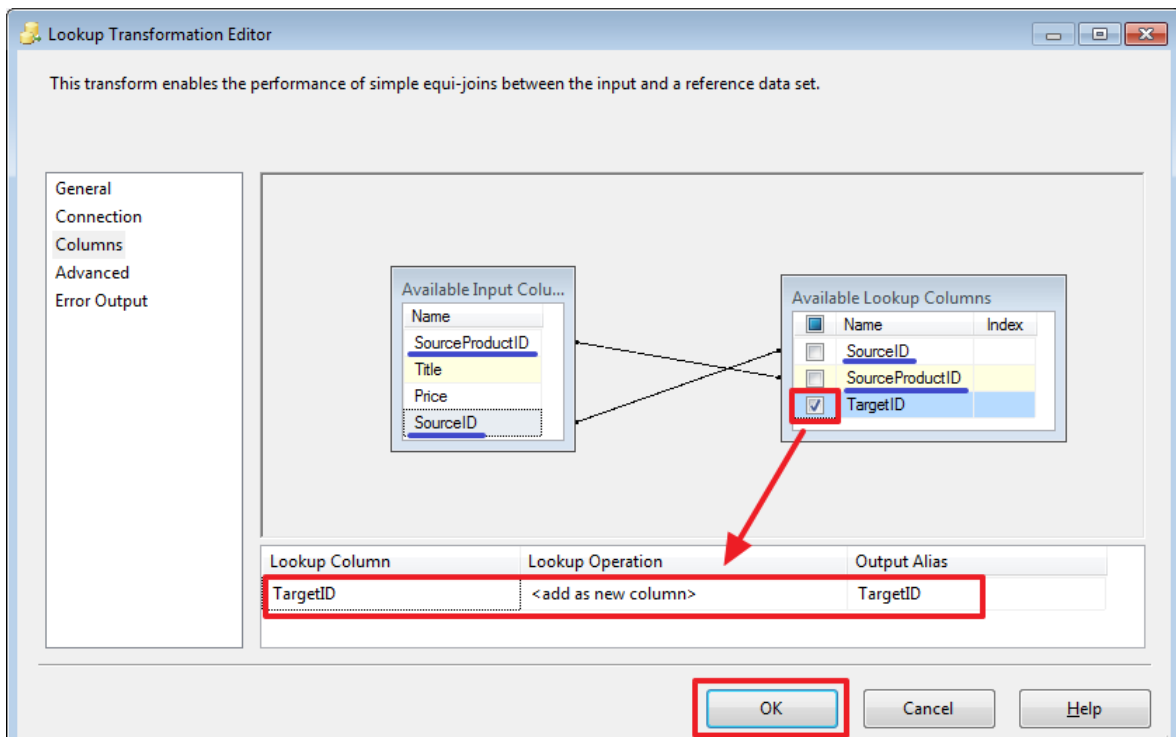 Lookup Transformation Editor
This transform enables the performance of simple equi-joins between the input and a reference data set.
General
Connection
Columns
Advanced
Error Output
Available Input Colu...
Name
SourceProductID
Title
Price
SourceID
Available Lookup Columns
Name Index
SourceID
SourceProductID
TargetID
Lookup Column Lookup Operation Output Alias
TargetID <add as new column> TargetID
OK Cancel Help